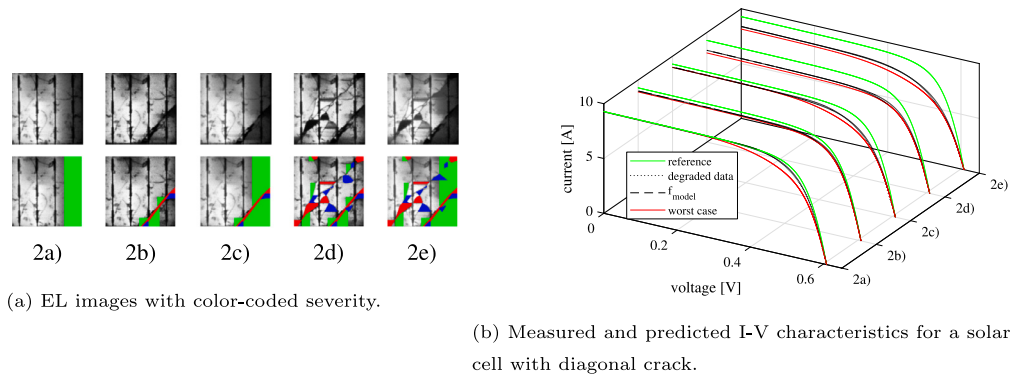 2a) 2b) 2c) 2d) 2e)
(a) EL images with color-coded severity.
10
5
0
current [A]
0
0.2
0.4
0.6
voltage [V]
2a)
2b)
2c)
2d)
2e)
reference
degraded data
f model
worst case
(b) Measured and predicted I-V characteristics for a solar
cell with diagonal crack.